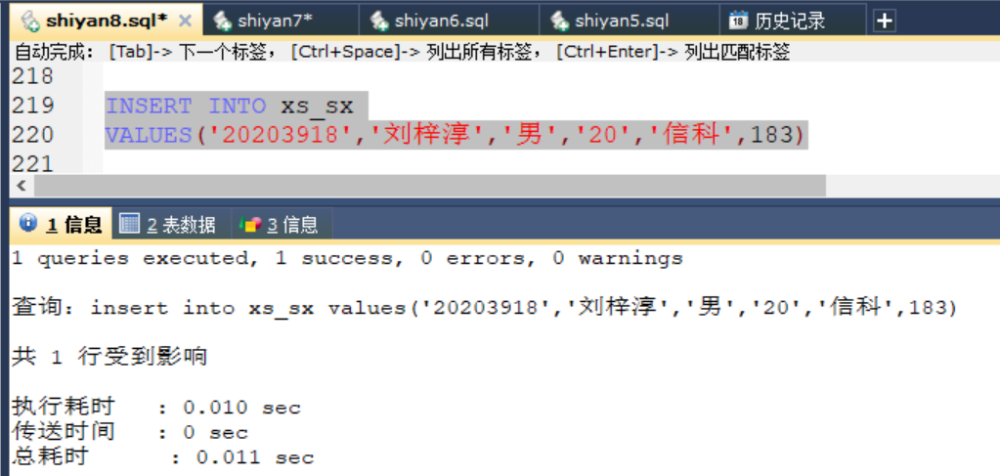 shiyan8.sql* × shiyan7* shiyan6.sql shiyan5.sql 18 历史记录 +
自动完成： [Tab]-> 下一个标签， [Ctrl+Space]-> 列出所有标签， [Ctrl+Enter]-> 列出匹配标签
218
219 INSERT INTO xs_sx
220 VALUES('20203918','刘梓淳','男','20','信科',183)
221
1 信息 2 表数据 3 信息
1 queries executed, 1 success, 0 errors, 0 warnings
查询：insert into xs_sx values('20203918','刘梓淳','男','20','信科',183)
共 1 行受到影响
执行耗时 : 0.010 sec
传送时间 : 0 sec
总耗时 : 0.011 sec